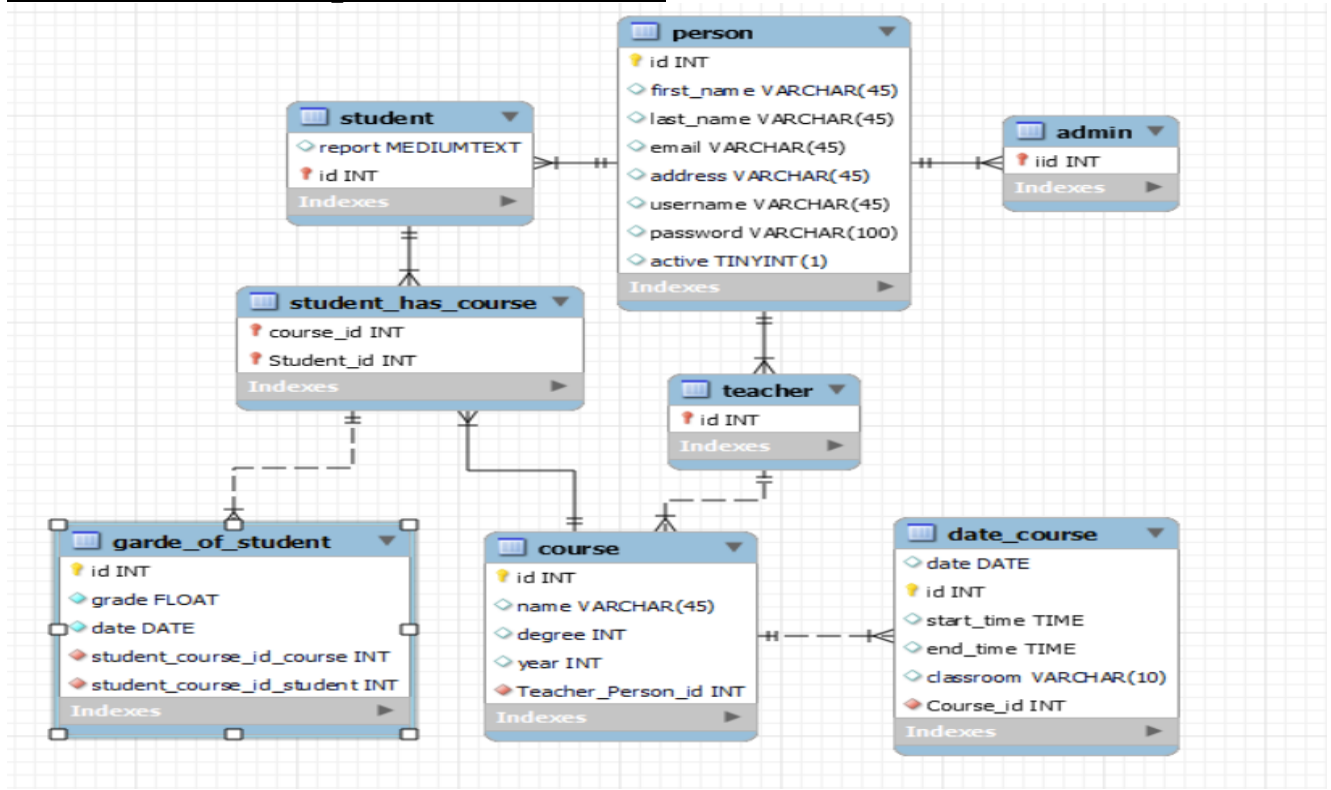 person
id INT
first_name VARCHAR(45)
last_name VARCHAR(45)
email VARCHAR(45)
address VARCHAR(45)
username VARCHAR(45)
password VARCHAR(100)
active TINYINT(1)
Indexes
student
report MEDIUMTEXT
id INT
Indexes
admin
iid INT
Indexes
student_has_course
course_id INT
Student_id INT
Indexes
teacher
id INT
Indexes
garde_of_student
id INT
grade FLOAT
date DATE
student_course_id_course INT
student_course_id_student INT
Indexes
course
id INT
name VARCHAR(45)
degree INT
year INT
Teacher_Person_id INT
Indexes
date_course
date DATE
id INT
start_time TIME
end_time TIME
classroom VARCHAR(10)
Course_id INT
Indexes